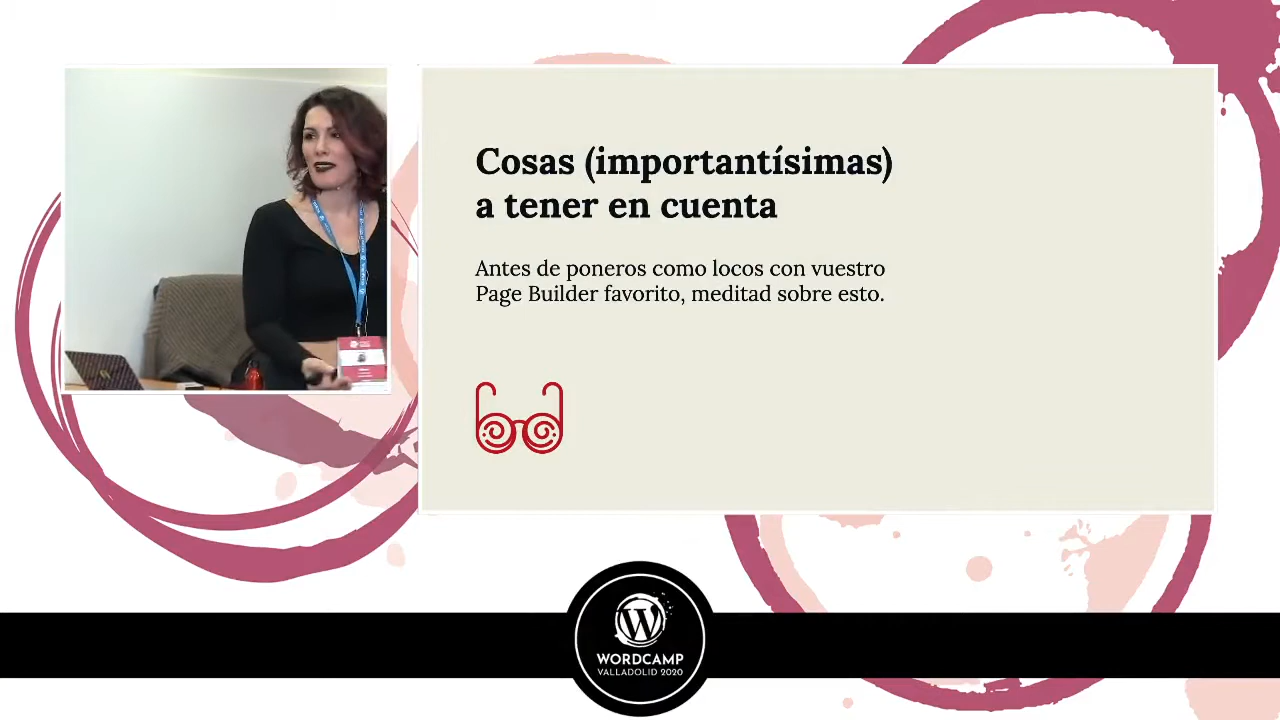 Cosas (importantísimas)
a tener en cuenta
Antes de poneros como locos con vuestro
Page Builder favorito, meditad sobre esto.
WORDCAMP
VALLADOLID 2020